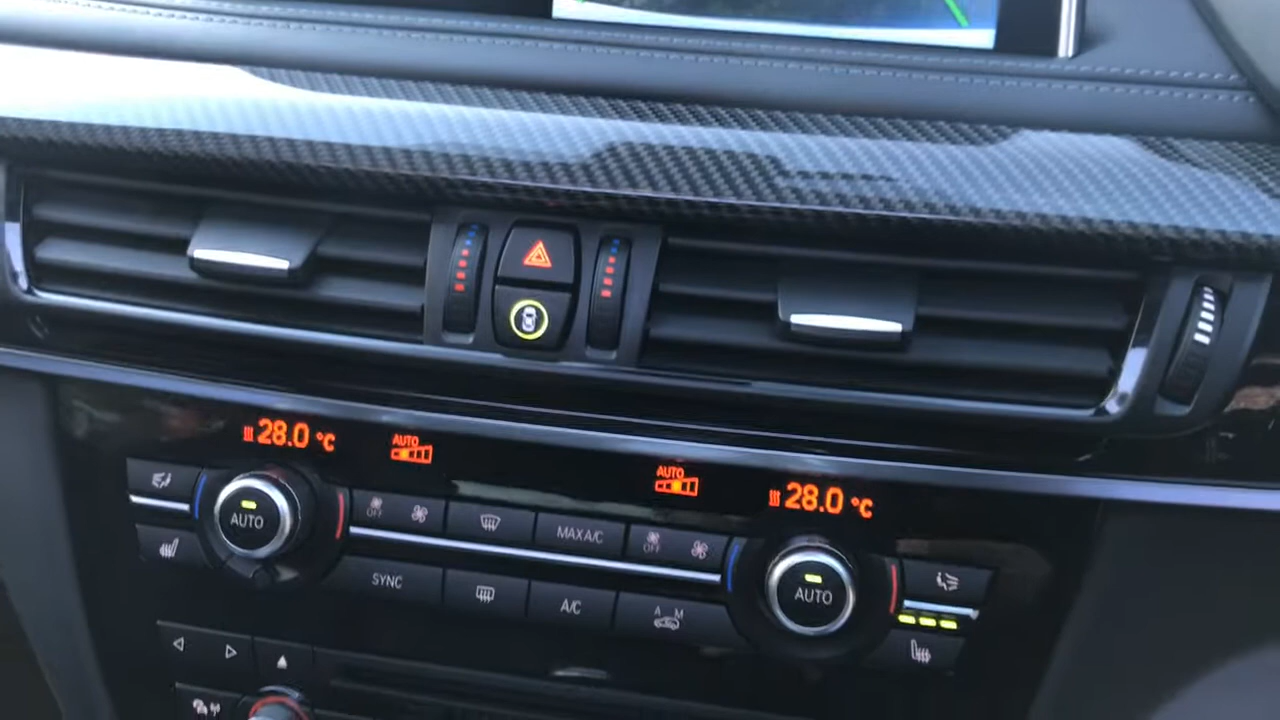 28.0 °C
AUTO
AUTO
28.0 °C
AUTO
OFF
MAX A/C
OFF
AUTO
SYNC
A/C
A
M